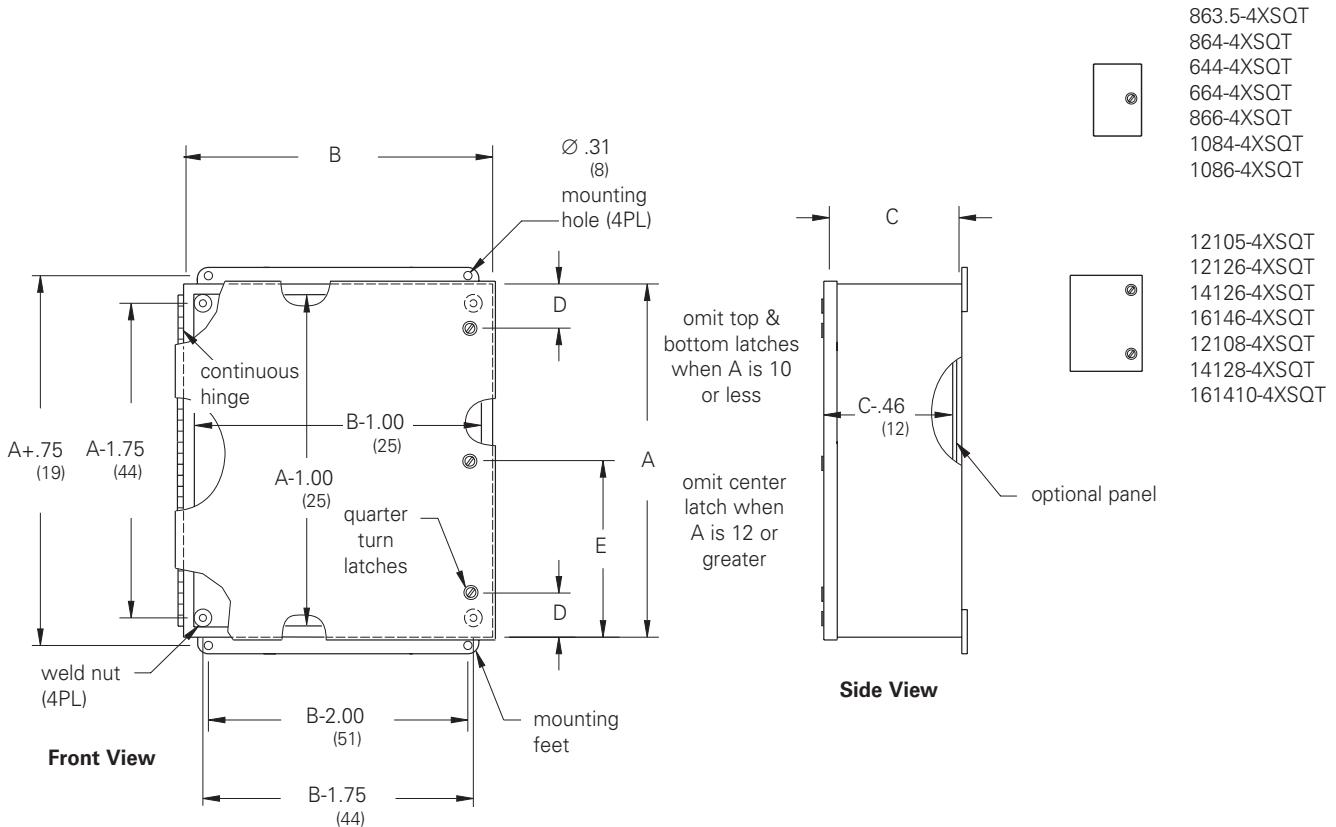 863.5-4XSQT
864-4XSQT
644-4XSQT
664-4XSQT
866-4XSQT
1084-4XSQT
1086-4XSQT
12105-4XSQT
12126-4XSQT
14126-4XSQT
16146-4XSQT
12108-4XSQT
14128-4XSQT
161410-4XSQT
B
Ø .31
(8)
mounting
hole (4PL)
D
continuous
hinge
A+.75
(19)
A-1.75
(44)
B-1.00
(25)
A-1.00
(25)
A
quarter
turn
latches
E
D
weld nut
(4PL)
B-2.00
(51)
mounting
feet
B-1.75
(44)
Front View
omit top &
bottom latches
when A is 10
or less
omit center
latch when
A is 12 or
greater
C
C-.46
(12)
optional panel
Side View